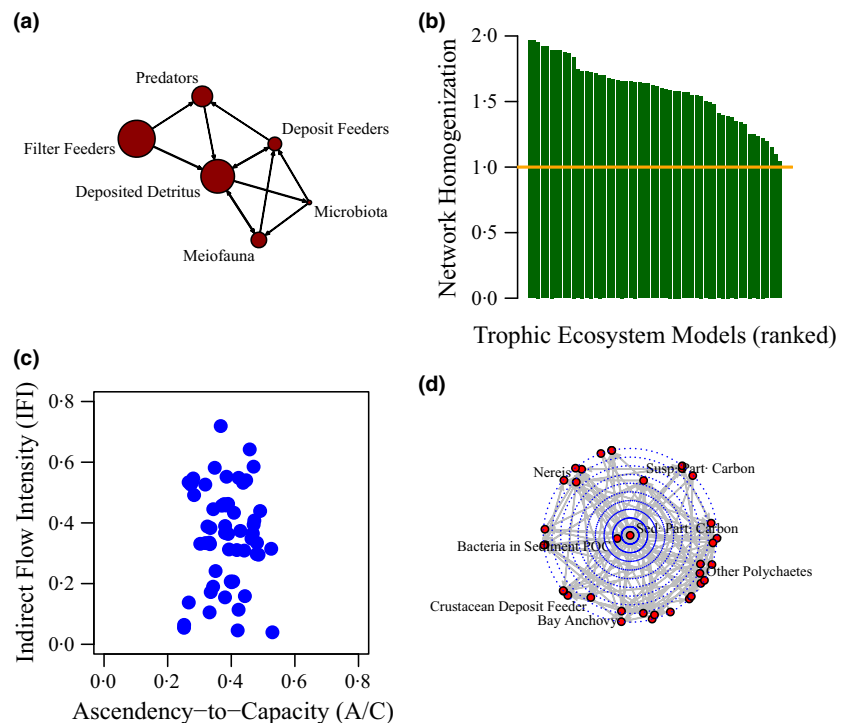 (a)
Predators
Filter Feeders
Deposit Feeders
Deposited Detritus
Microbiota
Meiofauna
(b)
Network Homogenization
2·0
1·5
1·0
0·5
0·0
Trophic Ecosystem Models (ranked)
(c)
Indirect Flow Intensity (IFI)
0·8
0·6
0·4
0·2
0·0
0·0 0·2 0·4 0·6 0·8
Ascendency−to−Capacity (A/C)
(d)
Nereis
Susp· Part· Carbon
Sed· Part· Carbon
Bacteria in Sediment POC
Other Polychaetes
Crustacean Deposit Feeder
Bay Anchovy